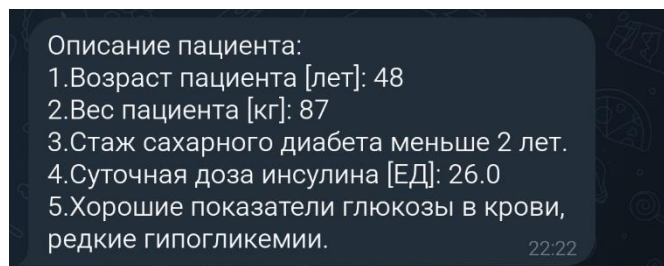 Описание пациента:
1.Возраст пациента [лет]: 48
2.Вес пациента [кг]: 87
3.Стаж сахарного диабета меньше 2 лет.
4.Суточная доза инсулина [ЕД]: 26.0
5.Хорошие показатели глюкозы в крови,
редкие гипогликемии.
22:22